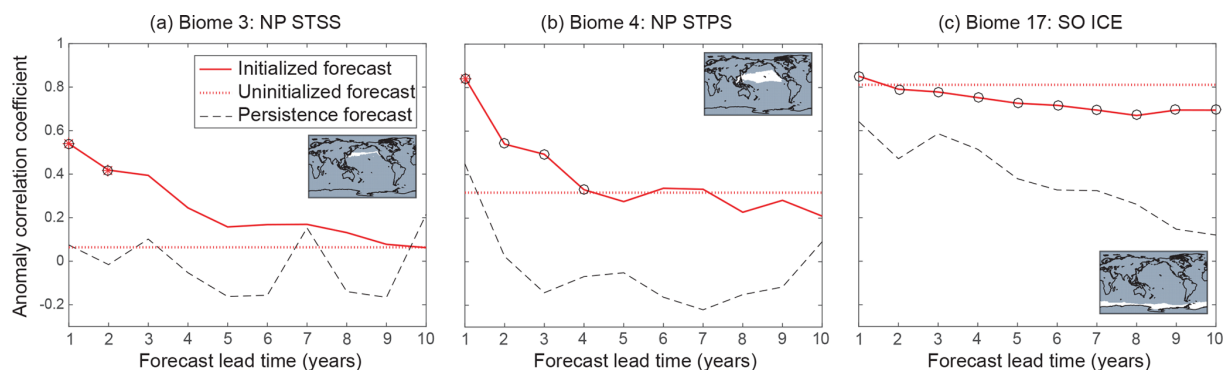 (a) Biome 3: NP STSS
(b) Biome 4: NP STPS
(c) Biome 17: SO ICE
Anomaly correlation coefficient
1
0.8
0.6
0.4
0.2
0
-0.2
Initialized forecast
Uninitialized forecast
Persistence forecast
1 2 3 4 5 6 7 8 9 10
Forecast lead time (years)
1 2 3 4 5 6 7 8 9 10
Forecast lead time (years)
1 2 3 4 5 6 7 8 9 10
Forecast lead time (years)